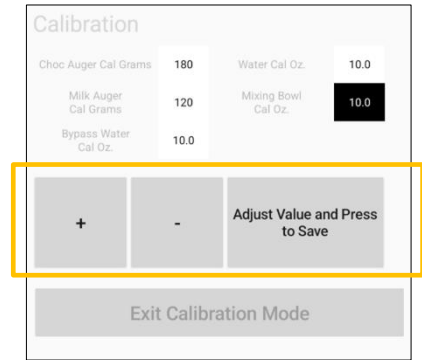 Calibration
Choc Auger Cal Grams 180 Water Cal Oz. 10.0
Milk Auger
Cal Grams
120
Mixing Bowl
Cal Oz.
10.0
Bypass Water
Cal Oz.
10.0
+
-
Adjust Value and Press
to Save
Exit Calibration Mode